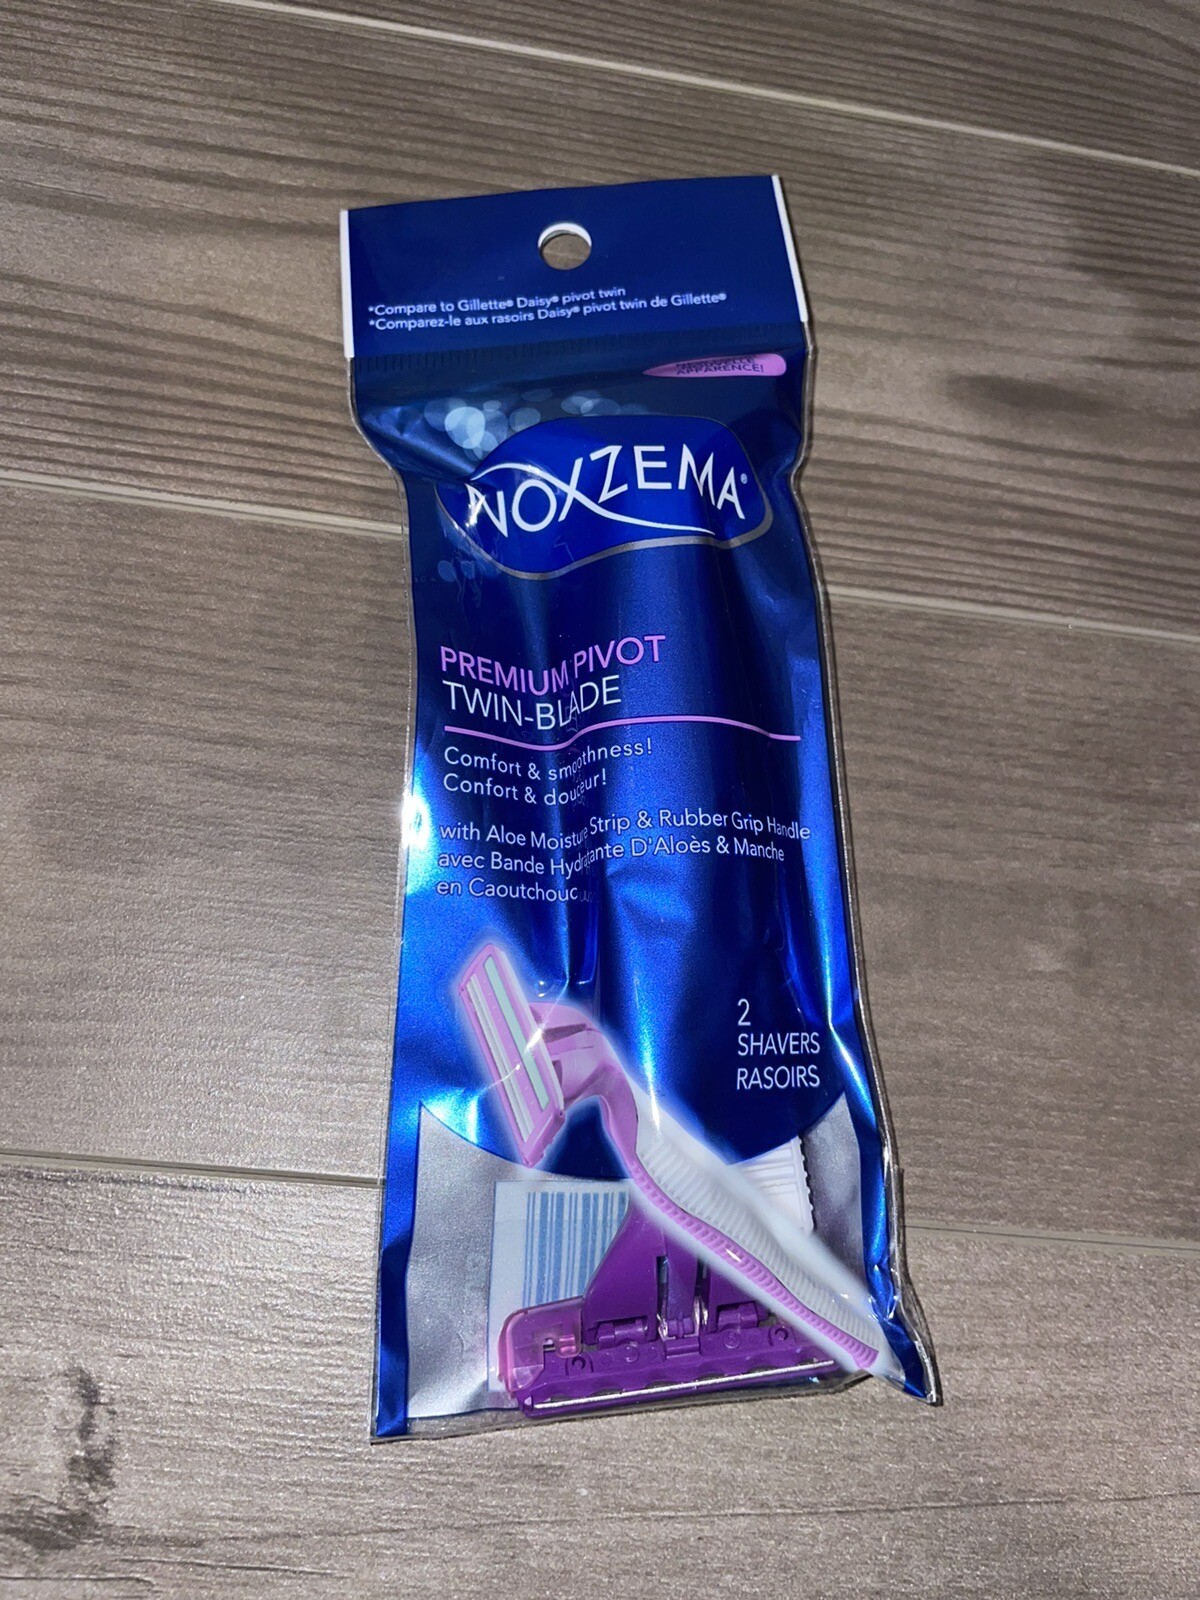 *Compare to Gillette® Daisy® pivot twin
*Comparez-le aux rasoirs Daisy® pivot twin de Gillette®
APPARENCE!
NOXZEMA®
PREMIUM PIVOT
TWIN-BLADE
Comfort & smoothness!
Confort & douceur!
with Aloe Moisture Strip & Rubber Grip Handle
avec Bande Hydratante D'Aloès & Manche
en Caoutchouc
2
SHAVERS
RASOIRS